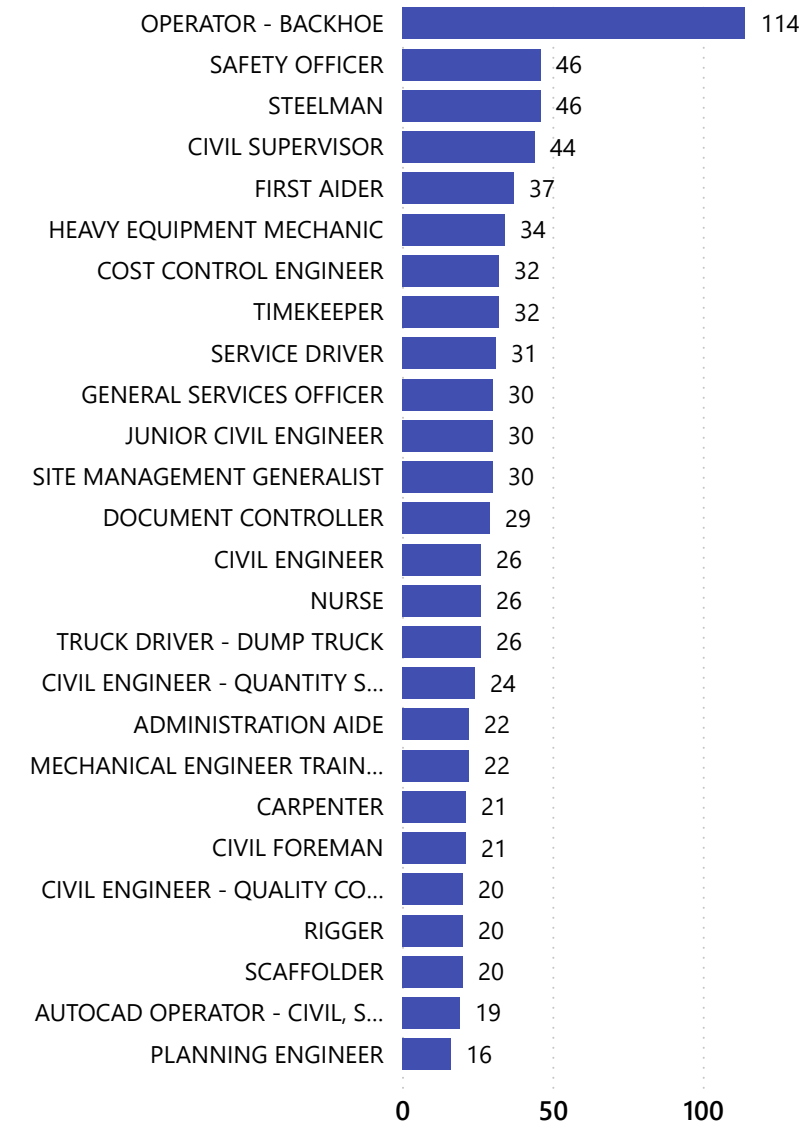 OPERATOR - BACKHOE 114
SAFETY OFFICER 46
STEELMAN 46
CIVIL SUPERVISOR 44
FIRST AIDER 37
HEAVY EQUIPMENT MECHANIC 34
COST CONTROL ENGINEER 32
TIMEKEEPER 32
SERVICE DRIVER 31
GENERAL SERVICES OFFICER 30
JUNIOR CIVIL ENGINEER 30
SITE MANAGEMENT GENERALIST 30
DOCUMENT CONTROLLER 29
CIVIL ENGINEER 26
NURSE 26
TRUCK DRIVER - DUMP TRUCK 26
CIVIL ENGINEER - QUANTITY S... 24
ADMINISTRATION AIDE 22
MECHANICAL ENGINEER TRAIN... 22
CARPENTER 21
CIVIL FOREMAN 21
CIVIL ENGINEER - QUALITY CO... 20
RIGGER 20
SCAFFOLDER 20
AUTOCAD OPERATOR - CIVIL, S... 19
PLANNING ENGINEER 16
0 50 100